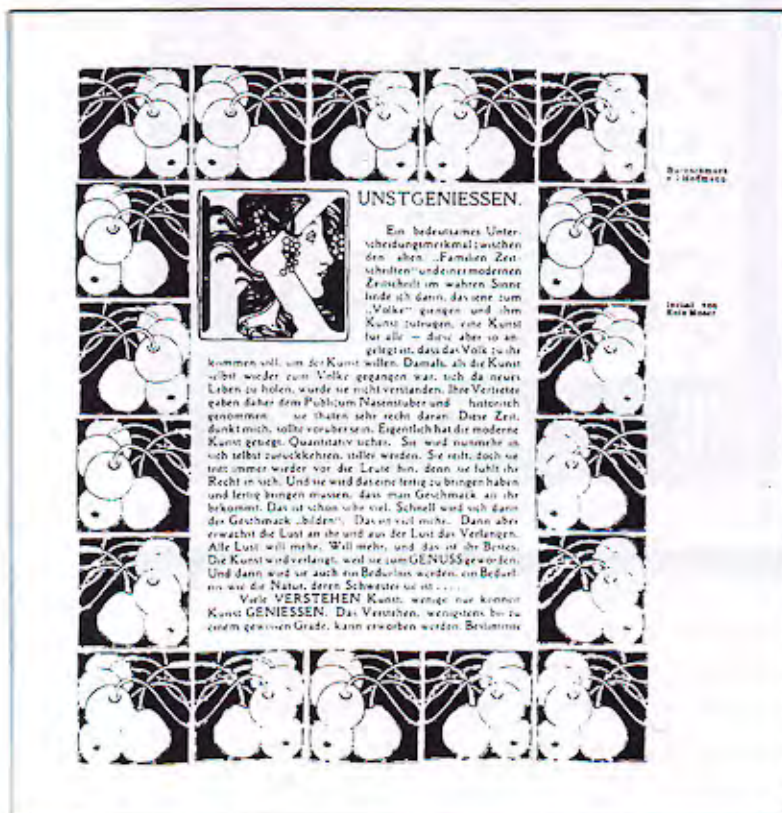 UNSTGENIESSEN.
Ein bedeutsames Unter-
scheidungsmerkmal zwischen
den alten „Familien Zeit-
schriften“ und einer modernen
Zeitschrift im wahren Sinne
finde ich darin, dass jene zum
„Volke“ giengen und ihm
Kunst zutrugen, eine Kunst
für alle — diese aber so an-
gelegt ist, dass das Volk zu ihr
kommen soll, um der Kunst willen. Damals, als die Kunst
selbst wieder zum Volke gegangen war, sich da neues
Leben zu holen, wurde sie nicht verstanden. Ihre Vertreter
gaben daher dem Publicum Nasenstüber und historisch
genommen sie thaten sehr recht daran. Diese Zeit,
dünkt mich, sollte vorüber sein. Eigentlich hat die moderne
Kunst gesiegt. Quantitativ sicher. Sie wird nunmehr in
sich selbst zurückkehren, stiller werden. Sie reift, doch sie
tritt immer wieder vor die Leute hin, denn sie fühlt ihr
Recht in sich. Und sie wird das eine fertig zu bringen haben
und fertig bringen müssen, dass man Geschmack an ihr
bekommt. Das ist schon sehr viel. Schnell wird sich dann
der Geschmack „bilden“. Das ist viel mehr. Dann aber
erwacht die Lust an ihr und aus der Lust das Verlangen.
Alle Lust will mehr, Will mehr, und das ist ihr Bestes.
Die Kunst wird verlangt, weil sie zum GENUSS geworden.
Und dann wird sie auch ein Bedürfnis werden, ein Bedürf-
nis wie die Natur, deren Schwester sie ist . . . . . .
Viele VERSTEHEN Kunst, wenige nur können
Kunst GENIESSEN. Das Verstehen, wenigstens bis zu
einem gewissen Grade, kann erworben werden. Bestimmte
Buchschmuck
v. J. Hoffmann
Initial von
Kolo Moser